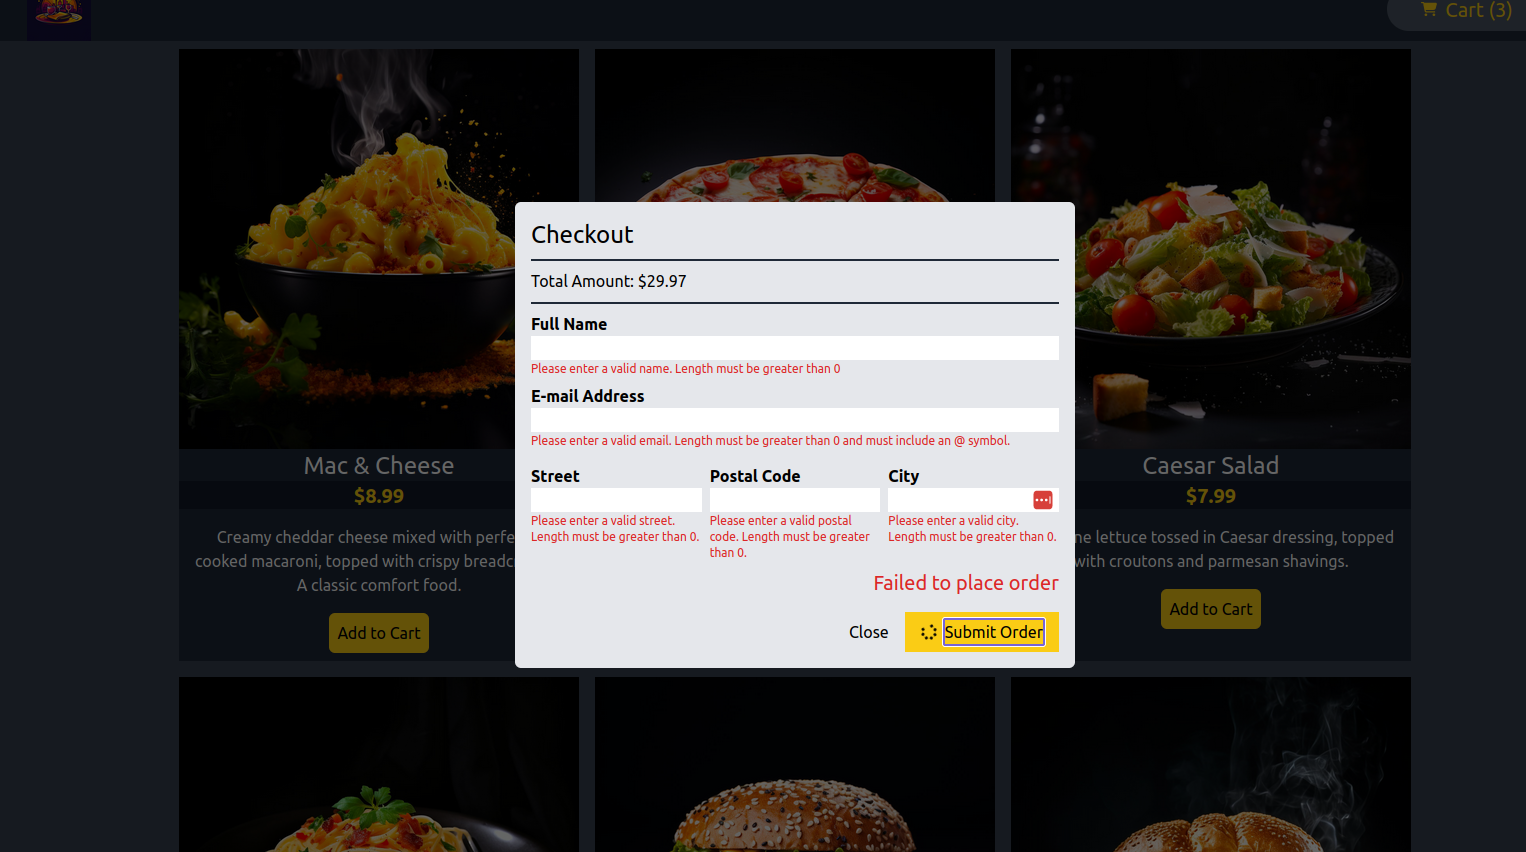 Cart (3)
Checkout
Total Amount: $29.97
Full Name
Please enter a valid name. Length must be greater than 0
E-mail Address
Please enter a valid email. Length must be greater than 0 and must include an @ symbol.
Street
Postal Code
City
Please enter a valid street.
Length must be greater than 0.
Please enter a valid postal
code. Length must be greater
than 0.
Please enter a valid city.
Length must be greater than 0.
Failed to place order
Close
Submit Order
Mac & Cheese
$8.99
Creamy cheddar cheese mixed with
cooked macaroni, topped with crispy
A classic comfort food.
Add to Cart
Caesar Salad
$7.99
lettuce tossed in Caesar dressing, topped
with croutons and parmesan shavings.
Add to Cart